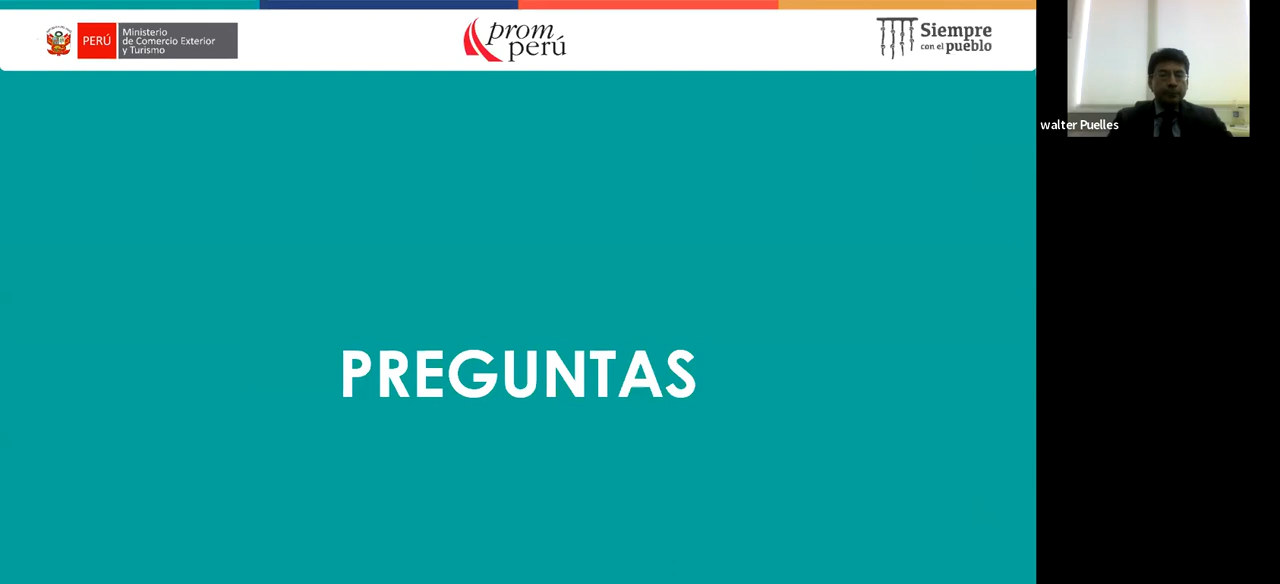 PERÚ
Ministerio
de Comercio Exterior
y Turismo
prom
perú
Siempre
con el pueblo
walter Puelles
PREGUNTAS